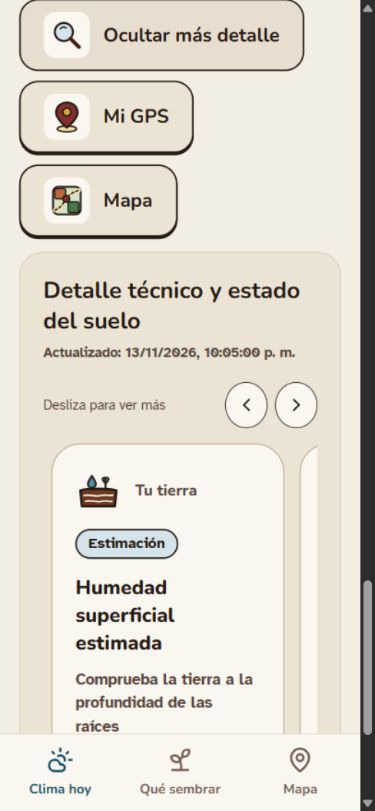 Ocultar más detalle
Mi GPS
Mapa
Detalle técnico y estado
del suelo
Actualizado: 13/11/2026, 10:05:00 p. m.
Desliza para ver más
Tu tierra
Estimación
Humedad
superficial
estimada
Comprueba la tierra a la
profundidad de las
raíces
Clima hoy
Qué sembrar
Mapa